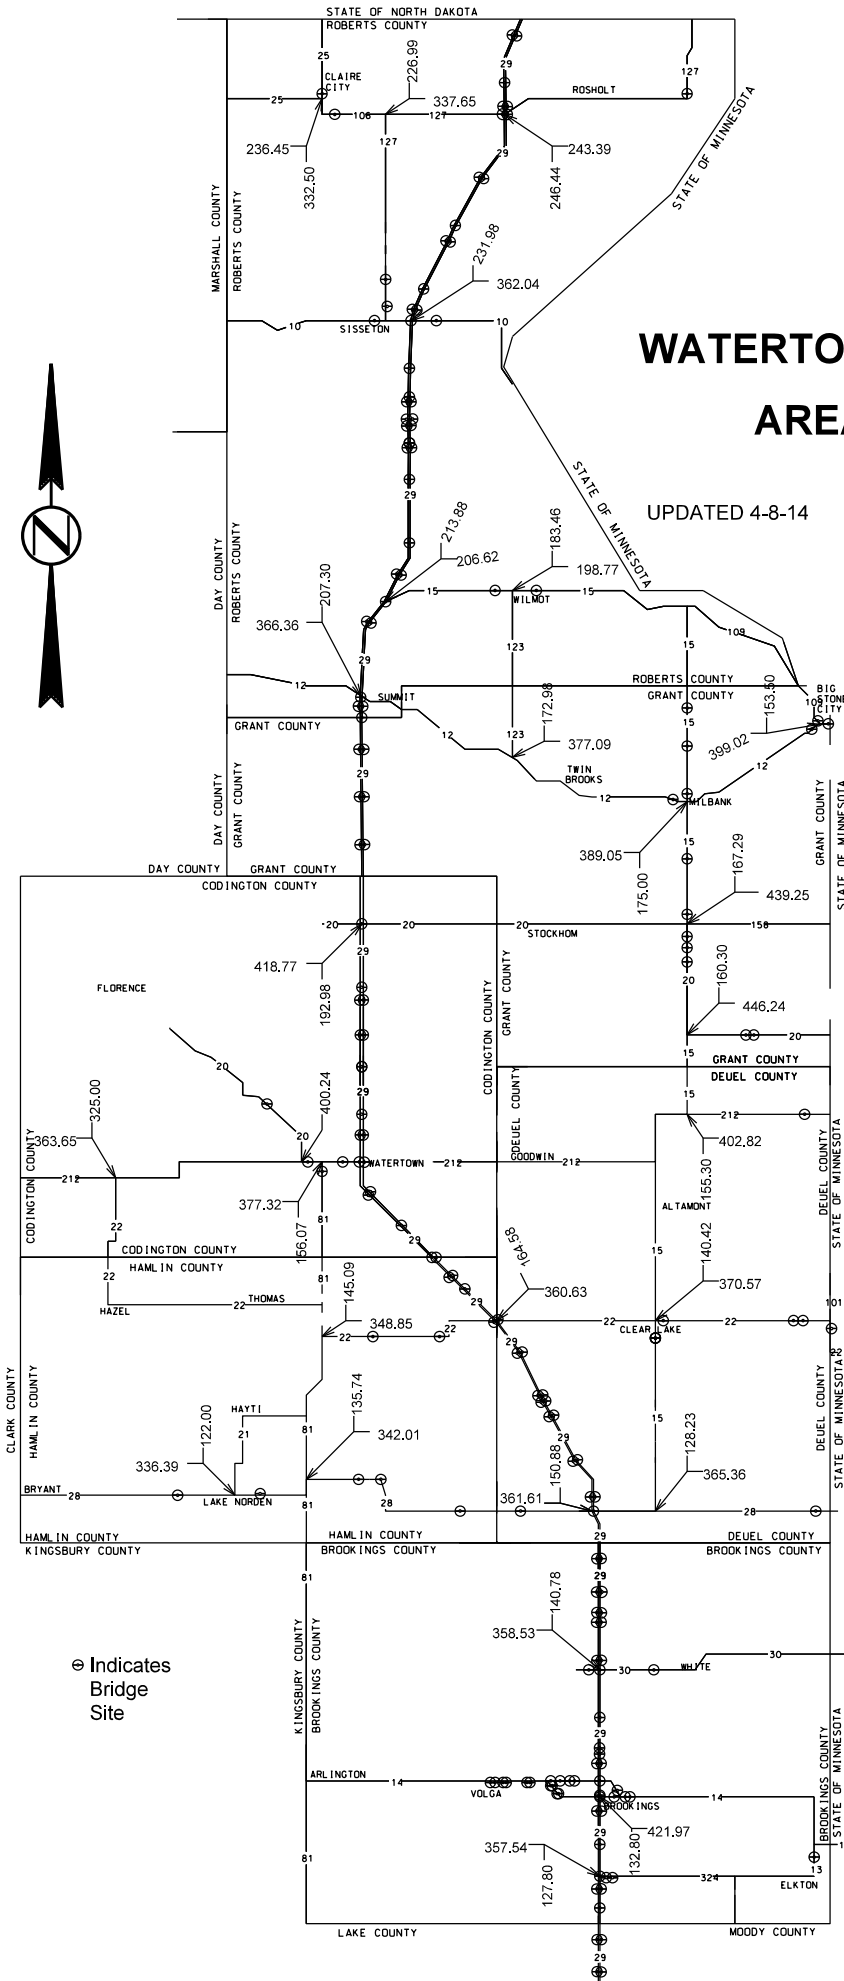 STATE OF NORTH DAKOTA
ROBERTS COUNTY
29
25
226.99
CLAIRE
CITY
127
ROSHOLT
25
337.65
106
127
STATE OF MINNESOTA
236.45
127
29
243.39
332.50
246.44
MARSHALL COUNTY
ROBERTS COUNTY
231.98
362.04
10
SISSETON
10
WATERTO
AREA
29
STATE OF MINNESOTA
UPDATED 4-8-14
213.88
183.46
DAY COUNTY
ROBERTS COUNTY
206.62
198.77
207.30
15
WILMOT
15
366.36
109
123
15
29
ROBERTS COUNTY
12
SUMMIT
GRANT COUNTY
BIG
STONE
CITY
109
153.50
172.98
GRANT COUNTY
15
123
12
377.09
399.02
29
TWIN
BROOKS
12
12
MILBANK
DAY COUNTY
GRANT COUNTY
15
389.05
175.00
167.29
GRANT COUNTY
STATE OF MINNESOTA
DAY COUNTY
GRANT COUNTY
CODINGTON COUNTY
439.25
20
20
20
158
STOCKHOM
29
418.77
192.98
160.30
FLORENCE
20
446.24
CODINGTON COUNTY
GRANT COUNTY
20
15
20
GRANT COUNTY
DEUEL COUNTY
29
15
325.00
400.24
212
363.65
20
DEUEL COUNTY
402.82
WATERTOWN
212
GOODWIN
212
155.30
212
377.32
CODINGTON COUNTY
ALTAMONT
DEUEL COUNTY
STATE OF MINNESOTA
156.07
81
22
29
15
140.42
CODINGTON COUNTY
HAMLIN COUNTY
164.58
22
81
145.09
370.57
360.63
101
THOMAS
22
HAZEL
29
348.85
22
22
22
CLEAR LAKE
22
29
22
CLARK COUNTY
HAMLIN COUNTY
135.74
HAYTI
122.00
21
81
15
128.23
DEUEL COUNTY
STATE OF MINNESOTA
342.01
29
150.88
336.39
365.36
BRYANT
28
LAKE NORDEN
361.61
81
28
28
HAMLIN COUNTY
KINGSBURY COUNTY
HAMLIN COUNTY
BROOKINGS COUNTY
29
DEUEL COUNTY
BROOKINGS COUNTY
81
29
140.78
358.53
KINGSBURY COUNTY
BROOKINGS COUNTY
30
Indicates
Bridge
Site
30
WHITE
29
BROOKINGS COUNTY
STATE OF MINNESOTA
ARLINGTON
14
VOLGA
14
BROOKINGS
29
421.97
132.80
357.54
81
127.80
324
13
ELKTON
LAKE COUNTY
MOODY COUNTY
29